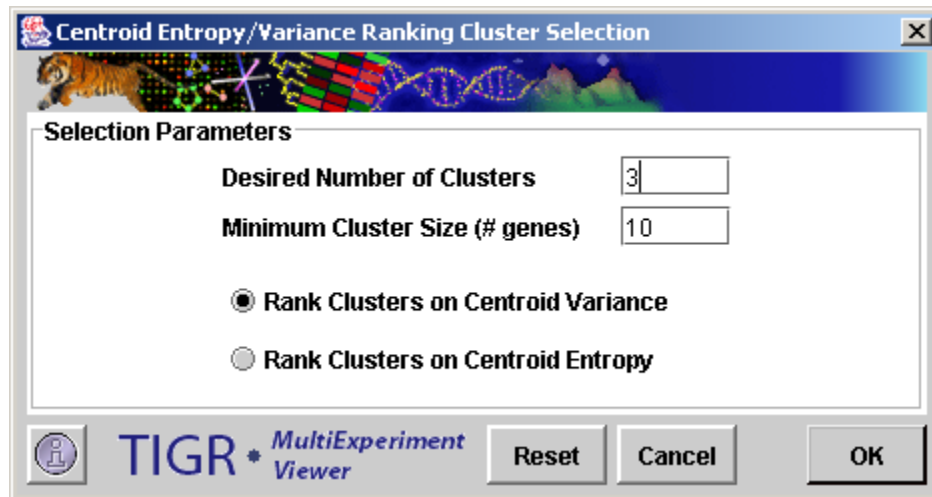 Centroid Entropy/Variance Ranking Cluster Selection
Selection Parameters
Desired Number of Clusters 3
Minimum Cluster Size (# genes) 10
Rank Clusters on Centroid Variance
Rank Clusters on Centroid Entropy
TIGR • MultiExperiment
Viewer
Reset
Cancel
OK